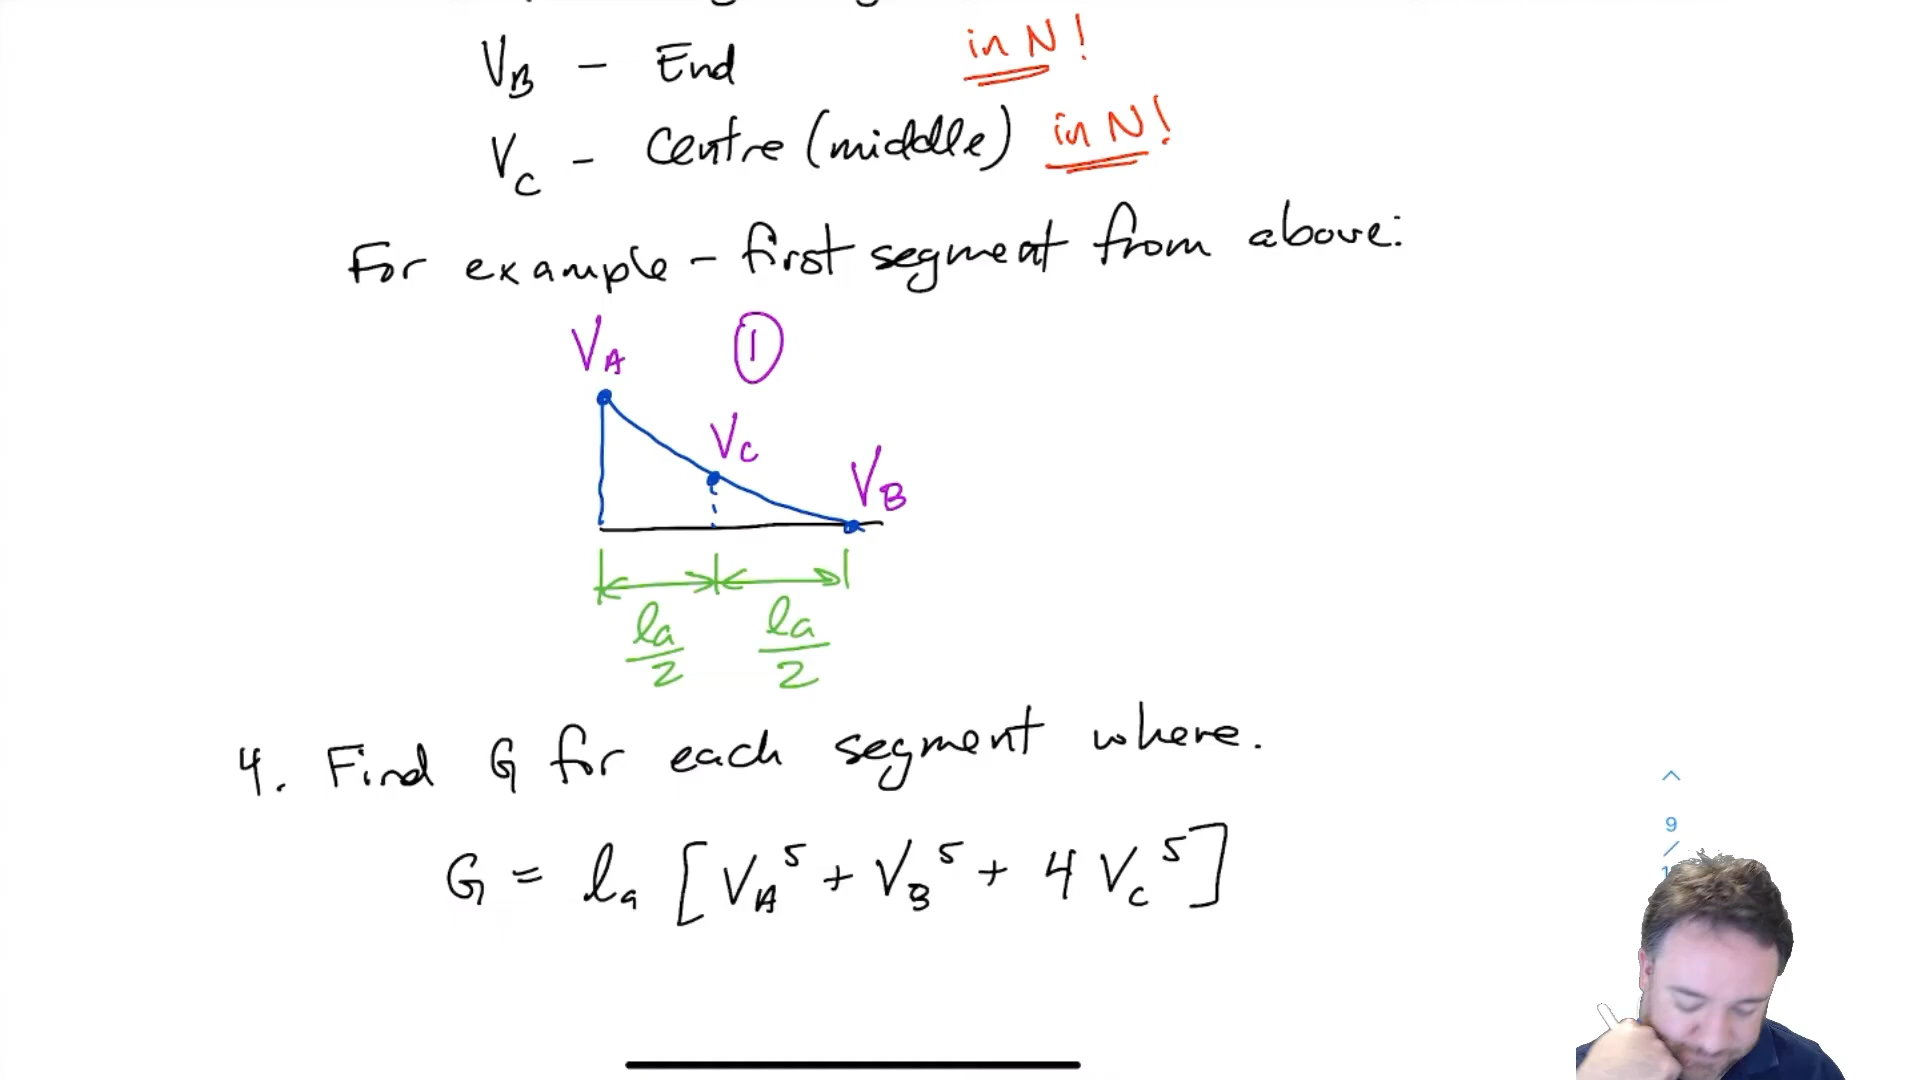 V_B - End in N!
V_C - Centre (middle) in N!
For example - first segment from above:
V_A ①
V_C
V_B
la/2 la/2
4. Find G for each segment where.
G = la [V_A^5 + V_B^5 + 4 V_C^5]
9
/